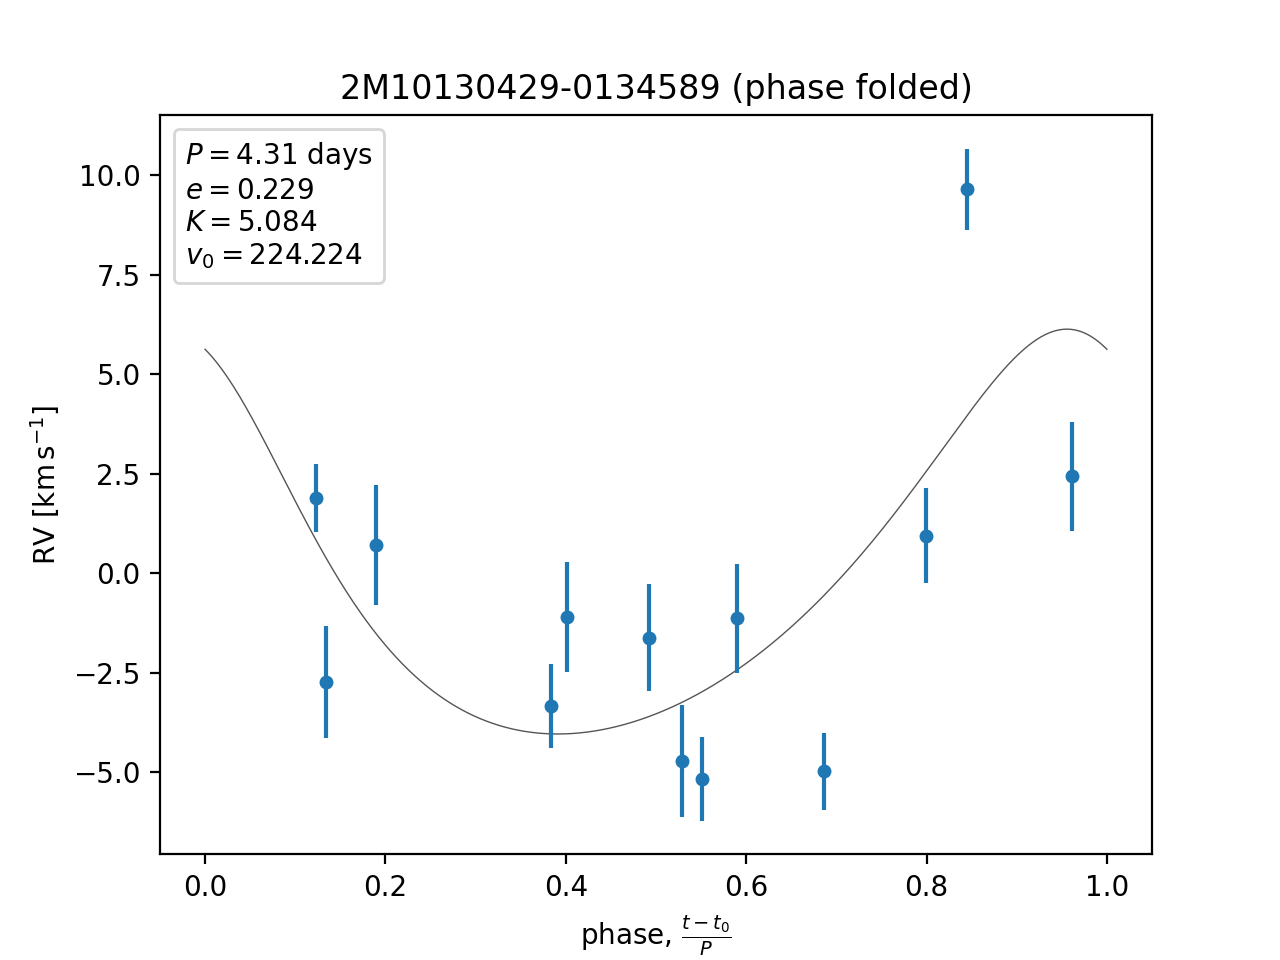 2M10130429-0134589 (phase folded)
P = 4.31 days
e = 0.229
K = 5.084
v₀ = 224.224
10.0
7.5
5.0
2.5
0.0
−2.5
−5.0
RV [km s⁻¹]
0.0 0.2 0.4 0.6 0.8 1.0
phase, (t − t₀)/P